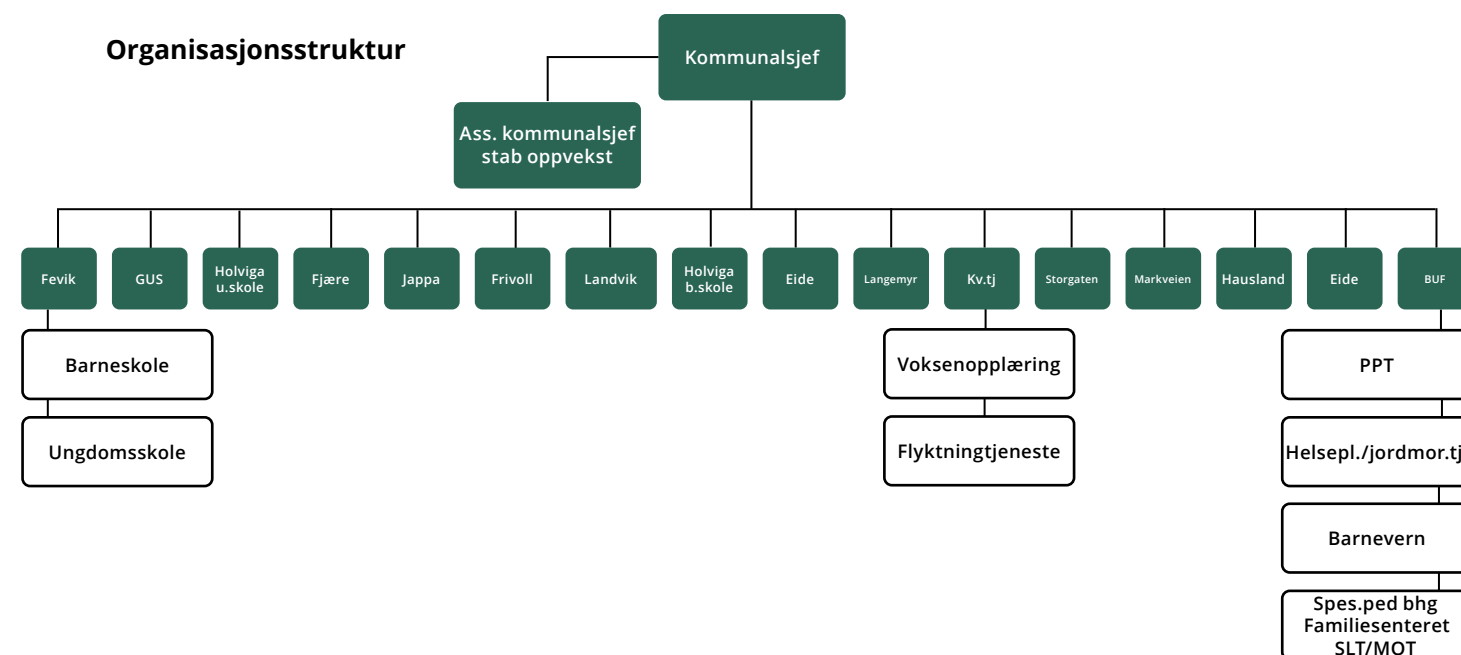 Organisasjonsstruktur
Kommunalsjef
Ass. kommunalsjef
stab oppvekst
Fevik
GUS
Holviga
u.skole
Fjære
Jappa
Frivoll
Landvik
Holviga
b.skole
Eide
Langemyr
Kv.tj
Storgaten
Markveien
Hausland
Eide
BUF
Barneskole
Ungdomsskole
Voksenopplæring
Flyktningtjeneste
PPT
Helsepl./jordmor.tj
Barnevern
Spes.ped bhg
Familiesenteret
SLT/MOT